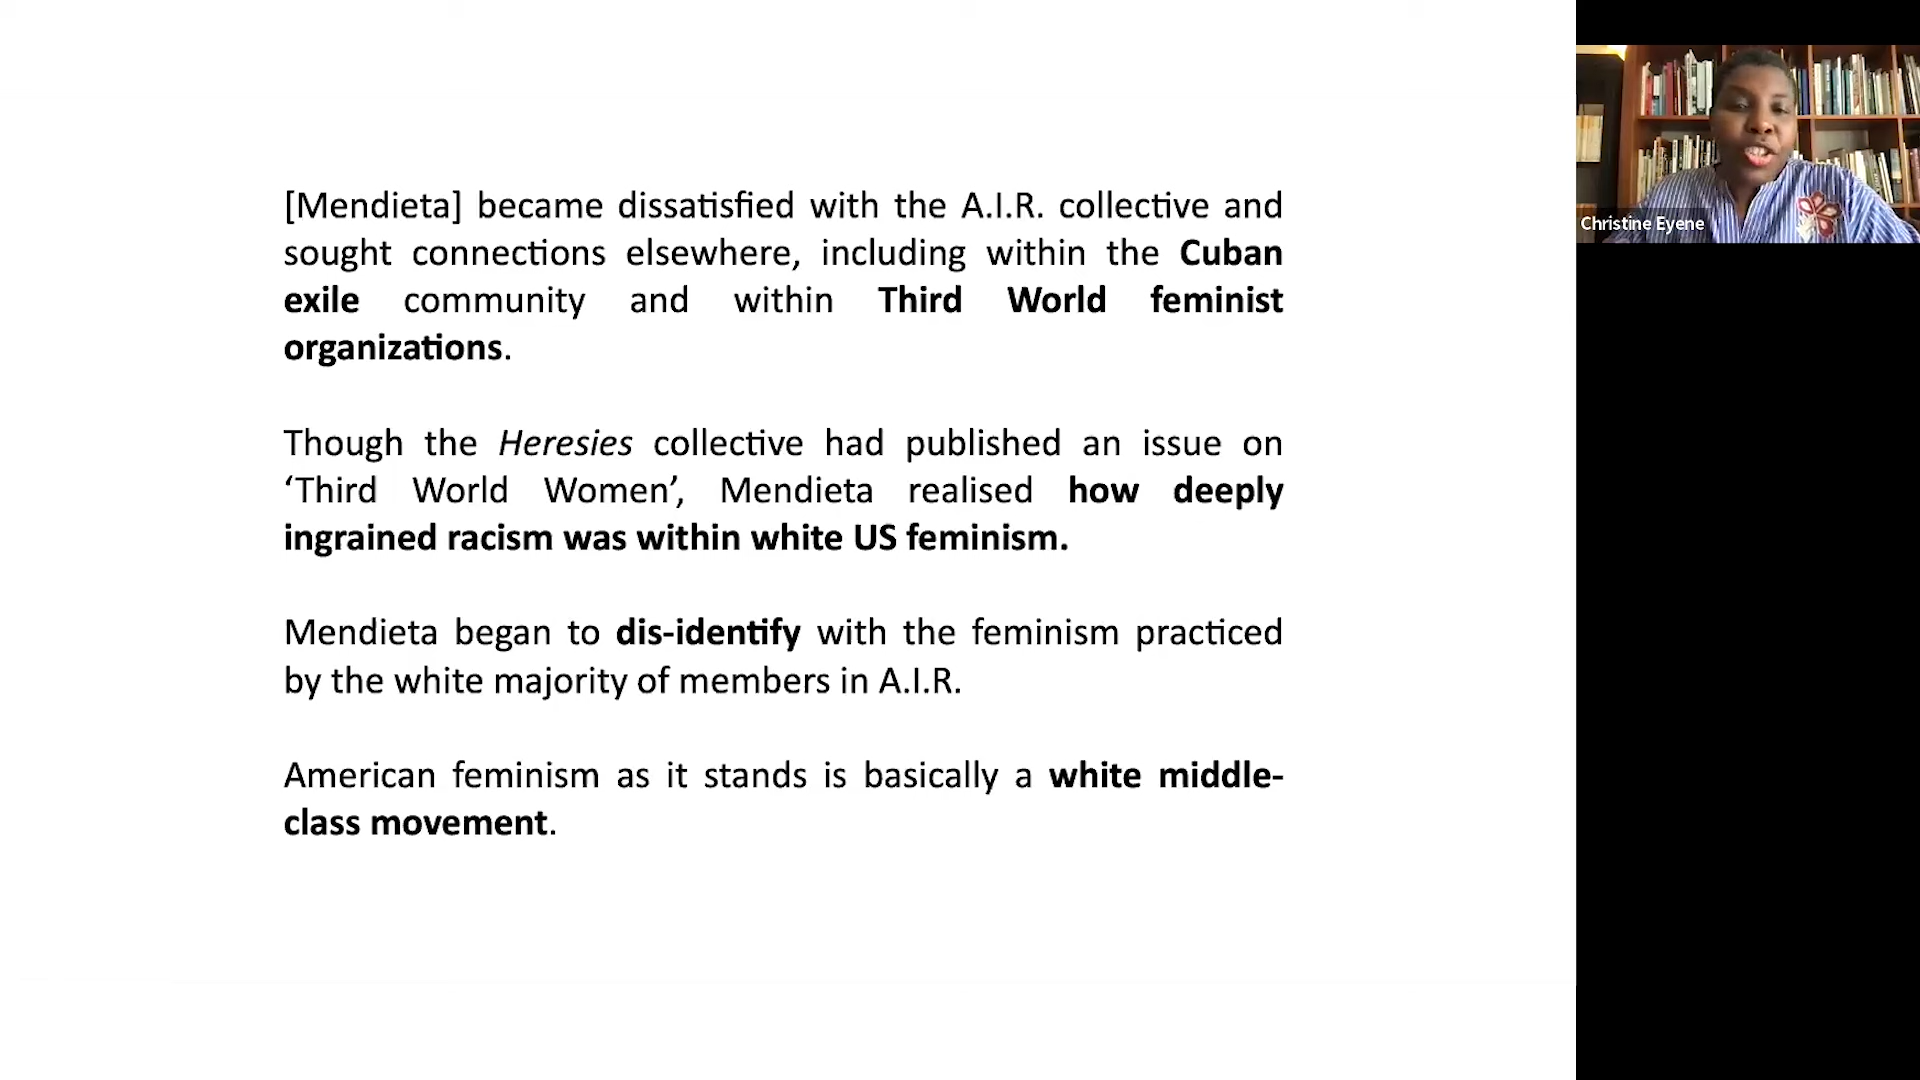 [Mendieta] became dissatisfied with the A.I.R. collective and
sought connections elsewhere, including within the Cuban
exile community and within Third World feminist
organizations.
Though the Heresies collective had published an issue on
‘Third World Women’, Mendieta realised how deeply
ingrained racism was within white US feminism.
Mendieta began to dis-identify with the feminism practiced
by the white majority of members in A.I.R.
American feminism as it stands is basically a white middle-
class movement.
Christine Eyene